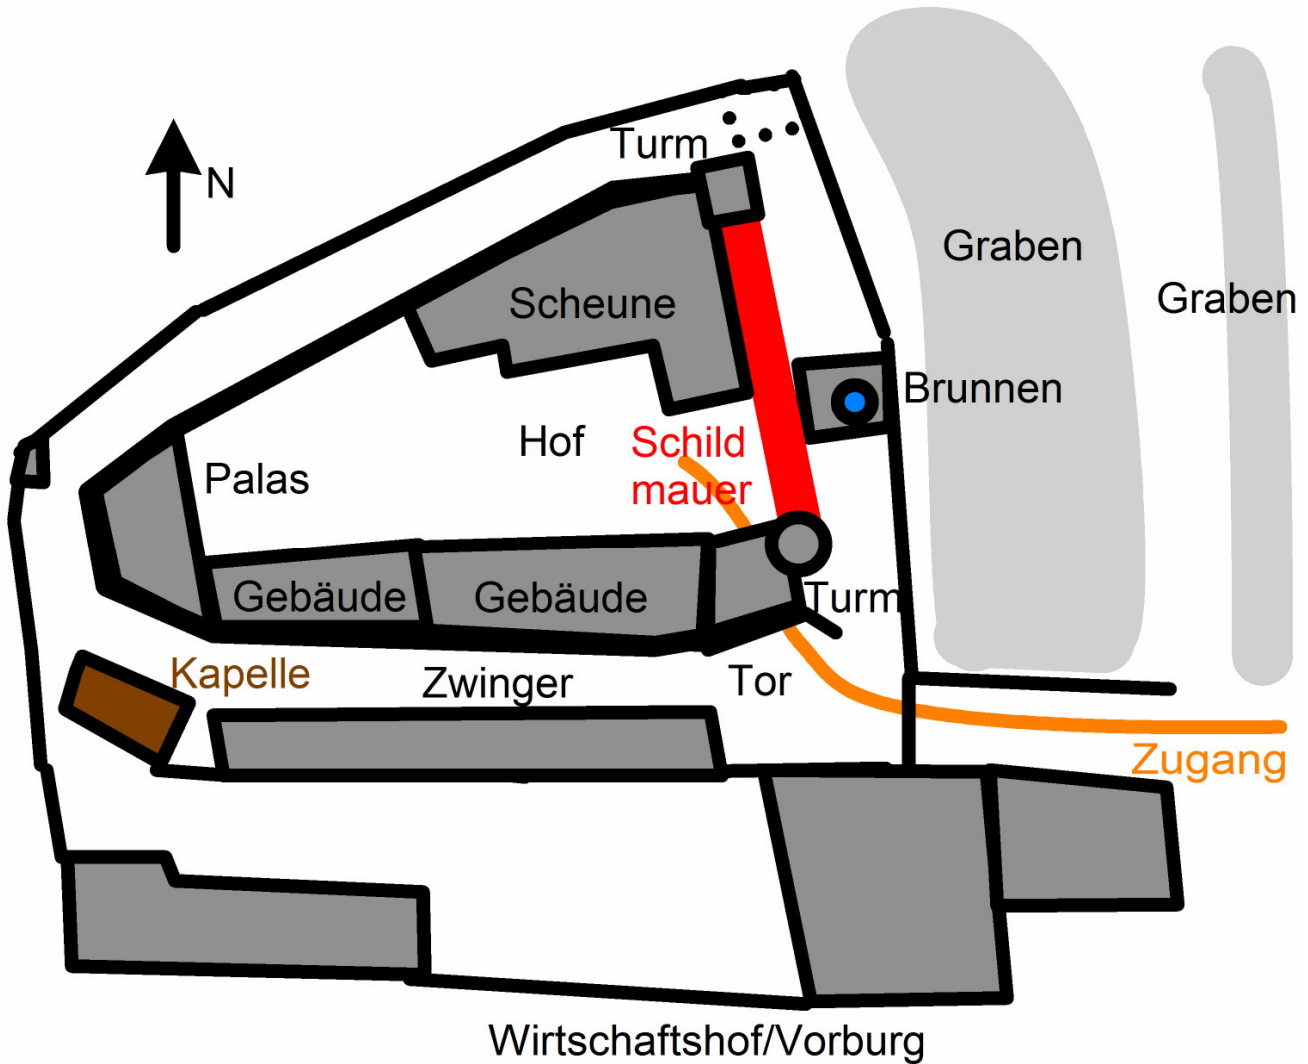 Turm
N
Graben
Graben
Scheune
Brunnen
Hof
Schild
mauer
Palas
Gebäude
Gebäude
Turm
Kapelle
Zwinger
Tor
Zugang
Wirtschaftshof/Vorburg